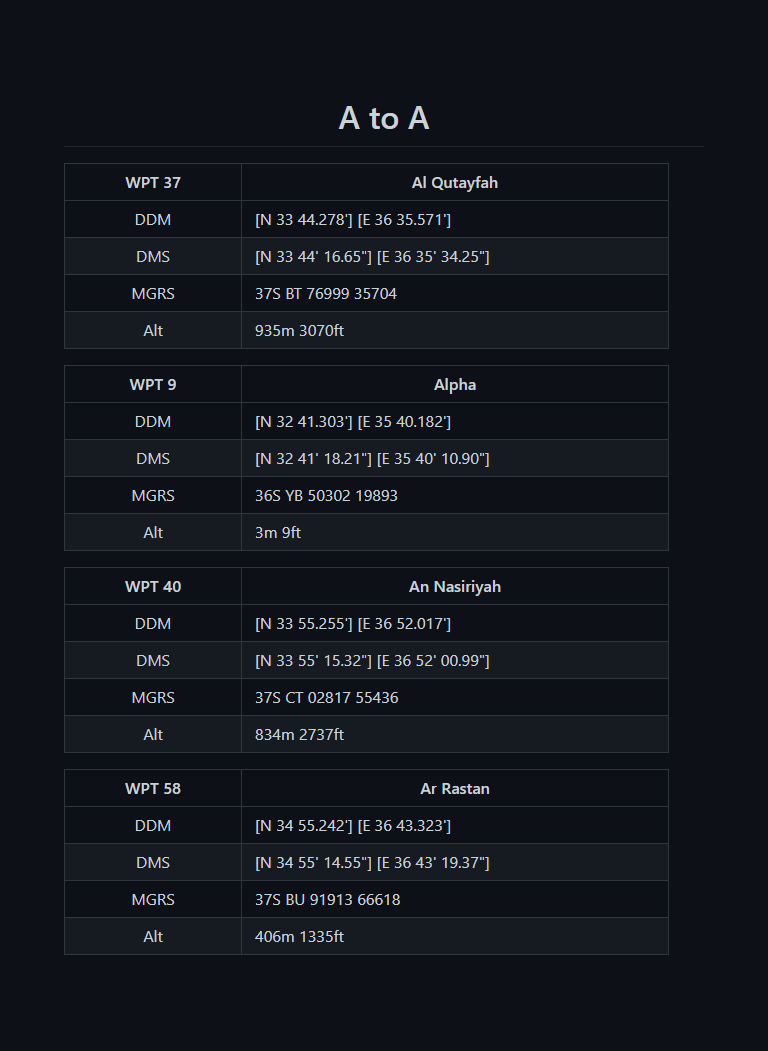 A to A
WPT 37 Al Qutayfah
DDM [N 33 44.278'] [E 36 35.571']
DMS [N 33 44' 16.65"] [E 36 35' 34.25"]
MGRS 37S BT 76999 35704
Alt 935m 3070ft
WPT 9 Alpha
DDM [N 32 41.303'] [E 35 40.182']
DMS [N 32 41' 18.21"] [E 35 40' 10.90"]
MGRS 36S YB 50302 19893
Alt 3m 9ft
WPT 40 An Nasiriyah
DDM [N 33 55.255'] [E 36 52.017']
DMS [N 33 55' 15.32"] [E 36 52' 00.99"]
MGRS 37S CT 02817 55436
Alt 834m 2737ft
WPT 58 Ar Rastan
DDM [N 34 55.242'] [E 36 43.323']
DMS [N 34 55' 14.55"] [E 36 43' 19.37"]
MGRS 37S BU 91913 66618
Alt 406m 1335ft